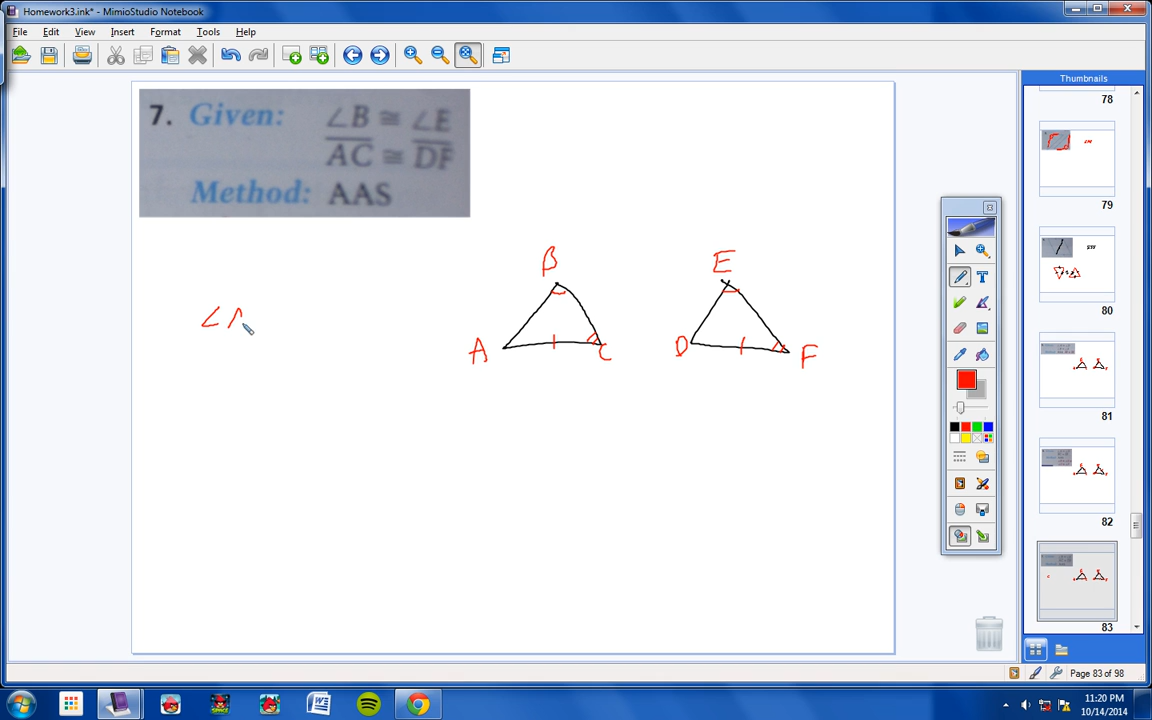 Homework3.ink* - MimioStudio Notebook
File Edit View Insert Format Tools Help
Thumbnails
7. Given: ∠B ≅ ∠E
AC ≅ DF
Method: AAS
B
E
A
C
D
F
∠A
78
79
80
81
82
83
Page 83 of 98
11:20 PM
10/14/2014